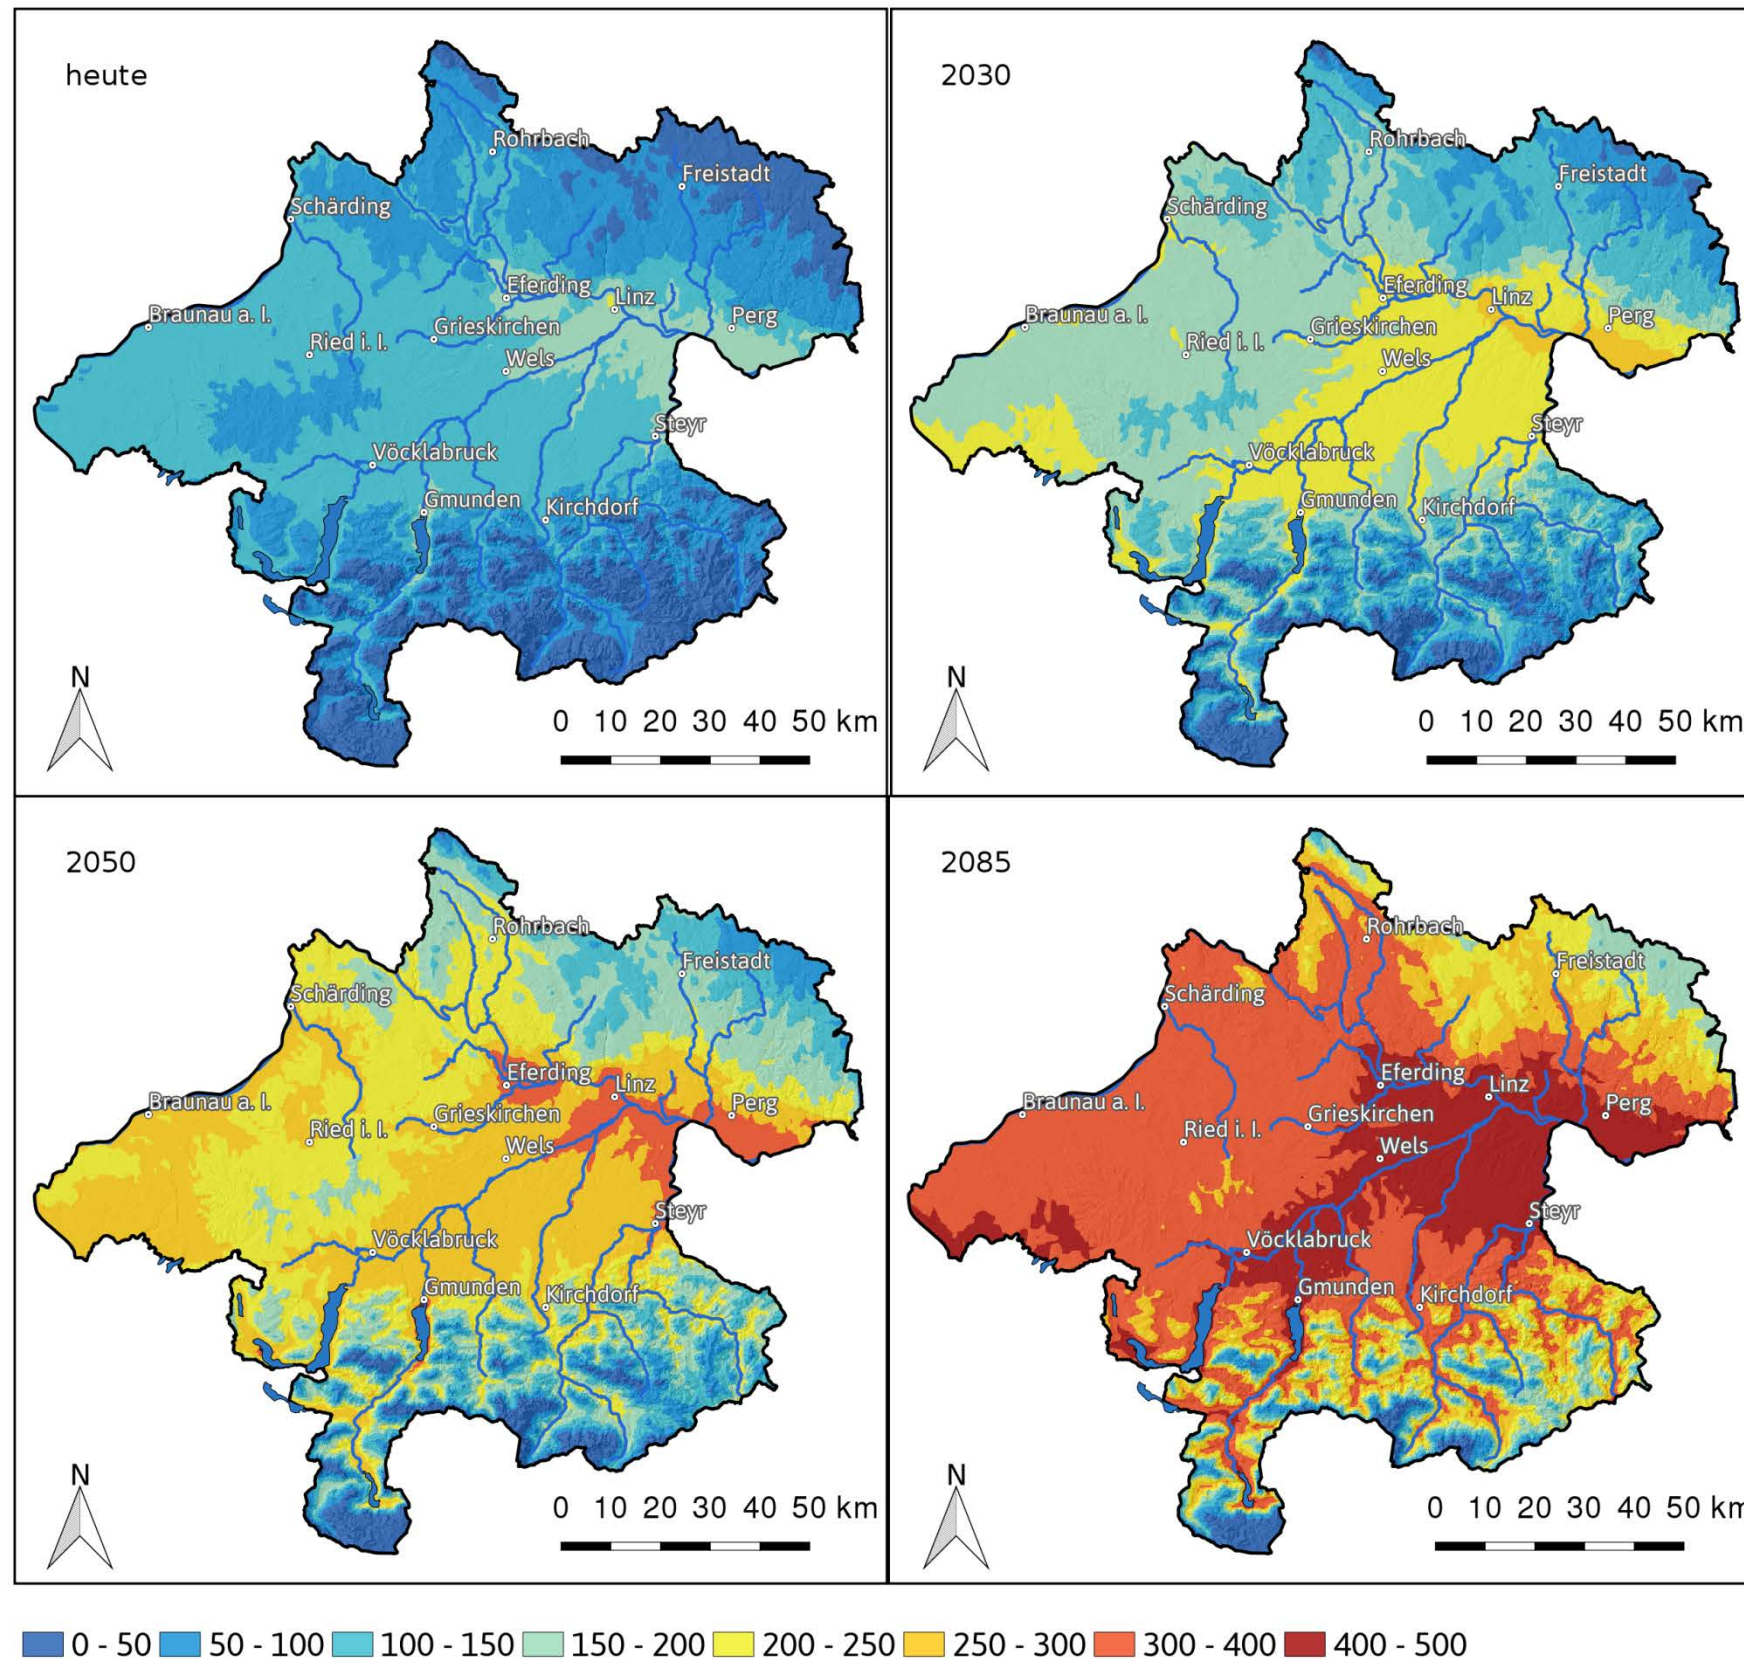 heute
Rohrbach
Freistadt
Schärding
Eferding
Linz
Braunau a. I.
Grieskirchen
Perg
Ried i. I.
Wels
Steyr
Vöcklabruck
Gmunden
Kirchdorf
N
0 10 20 30 40 50 km
2030
Rohrbach
Freistadt
Schärding
Eferding
Linz
Braunau a. I.
Grieskirchen
Perg
Ried i. I.
Wels
Steyr
Vöcklabruck
Gmunden
Kirchdorf
N
0 10 20 30 40 50 km
2050
Rohrbach
Freistadt
Schärding
Eferding
Linz
Braunau a. I.
Grieskirchen
Perg
Ried i. I.
Wels
Steyr
Vöcklabruck
Gmunden
Kirchdorf
N
0 10 20 30 40 50 km
2085
Rohrbach
Freistadt
Schärding
Eferding
Linz
Braunau a. I.
Grieskirchen
Perg
Ried i. I.
Wels
Steyr
Vöcklabruck
Gmunden
Kirchdorf
N
0 10 20 30 40 50 km
0 - 50 50 - 100 100 - 150 150 - 200 200 - 250 250 - 300 300 - 400 400 - 500